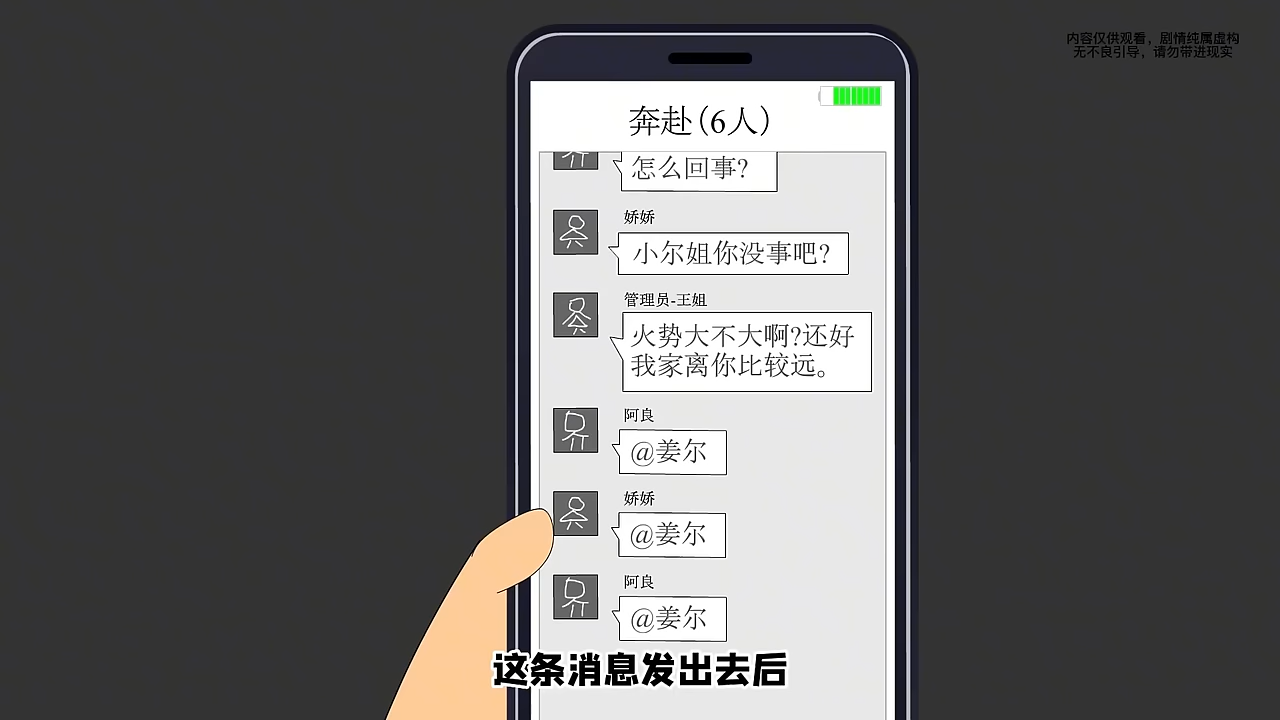 内容仅供观看，剧情纯属虚构
无不良引导，请勿带进现实
奔赴(6人)
怎么回事?
娇娇
小尔姐你没事吧?
管理员-王姐
火势大不大啊?还好
我家离你比较远。
阿良
@姜尔
娇娇
@姜尔
阿良
@姜尔
这条消息发出去后